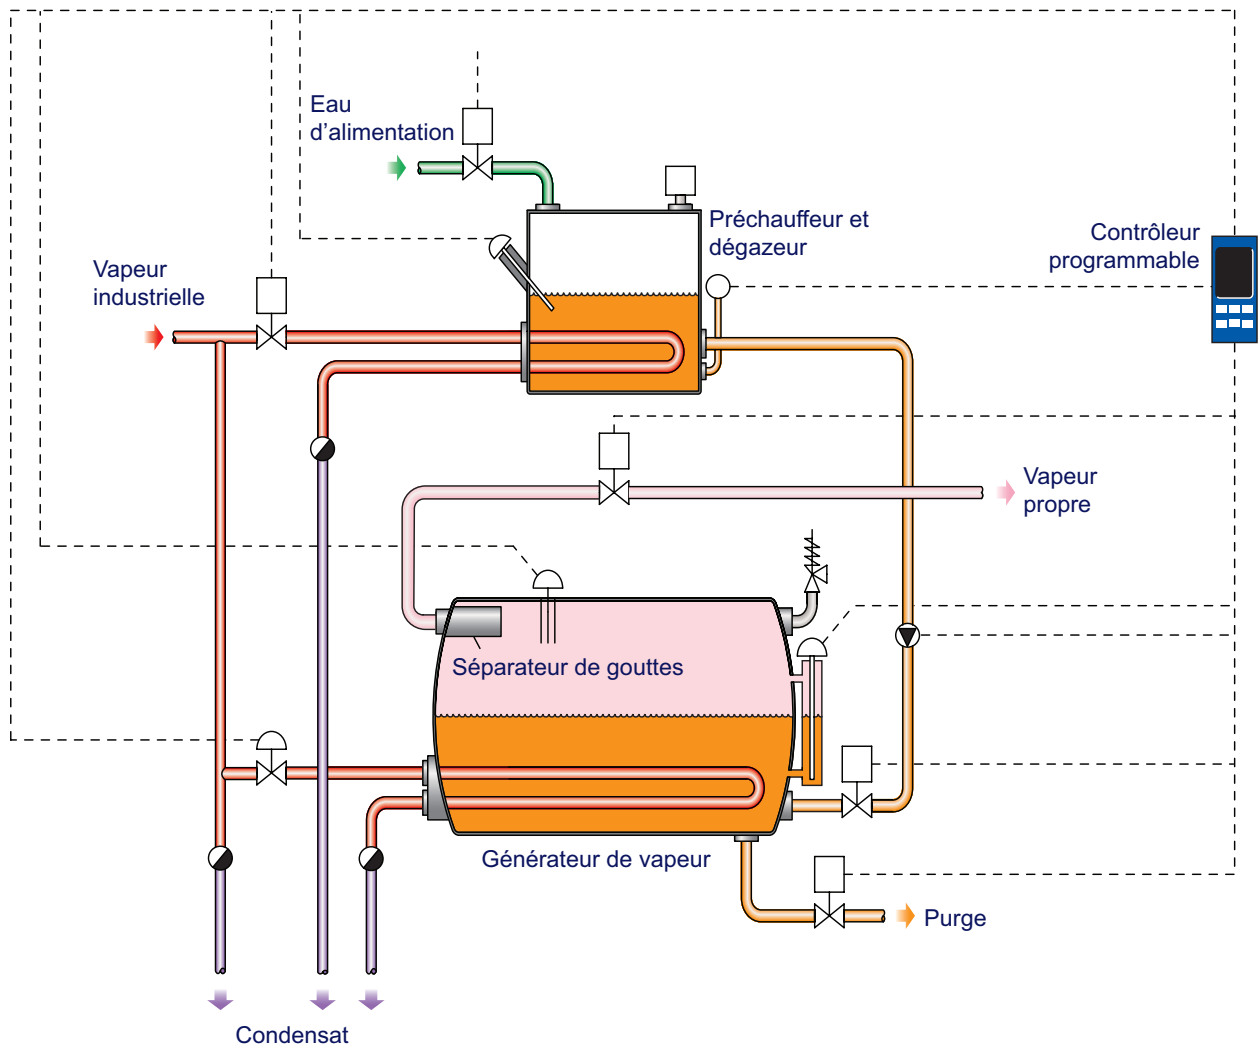 Eau
d’alimentation
Préchauffeur et
dégazeur
Contrôleur
programmable
Vapeur
industrielle
Vapeur
propre
Séparateur de gouttes
Générateur de vapeur
Purge
Condensat